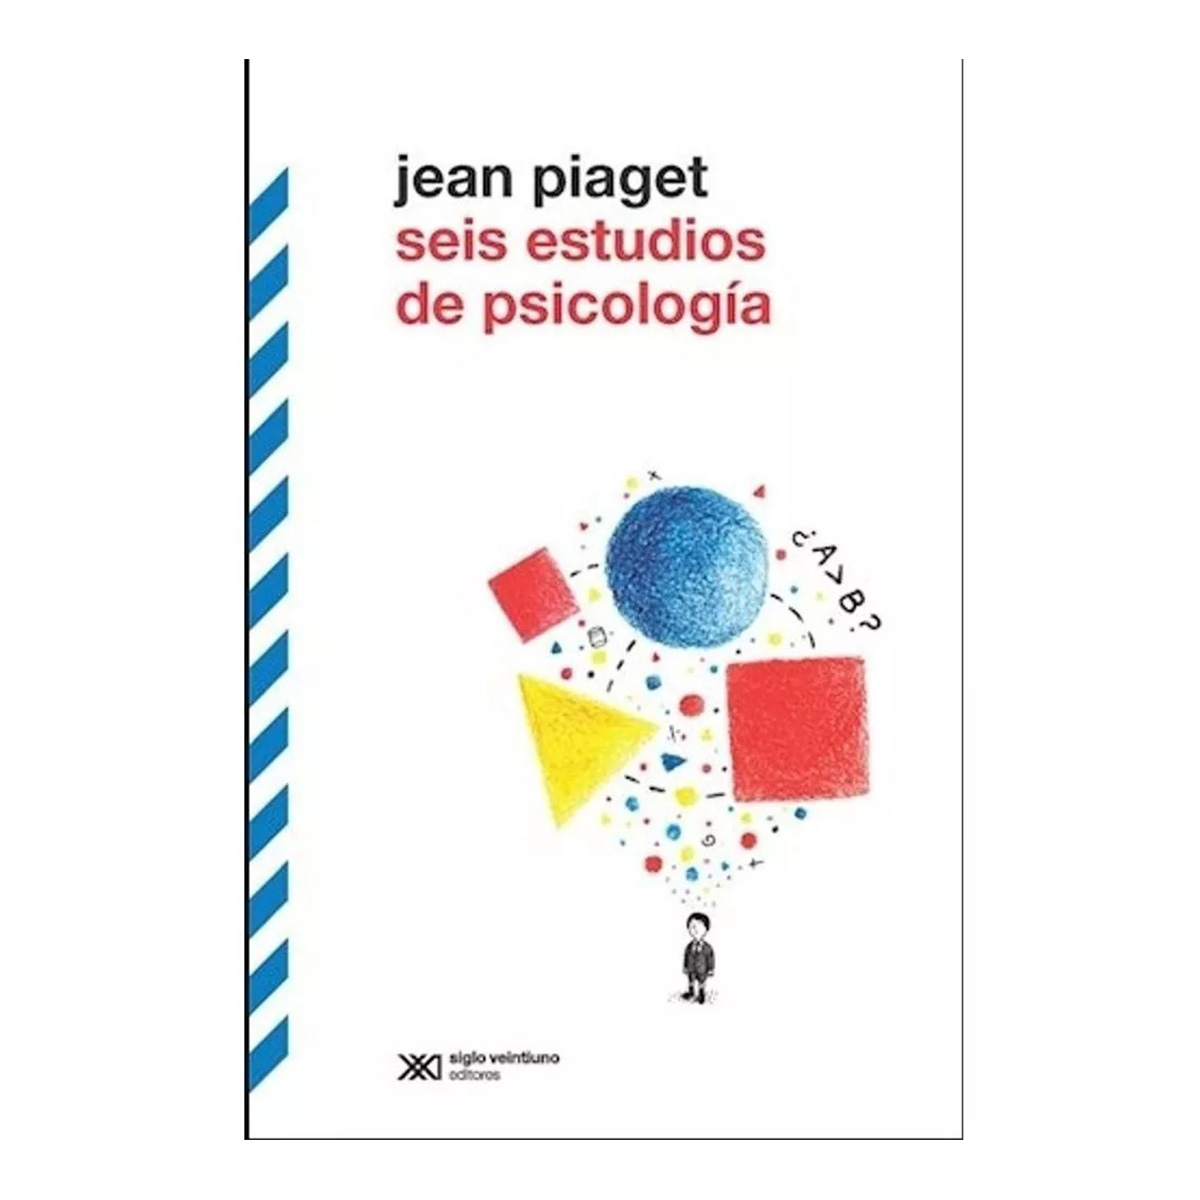 jean piaget
seis estudios
de psicología
¿A>B?
siglo veintiuno
editores